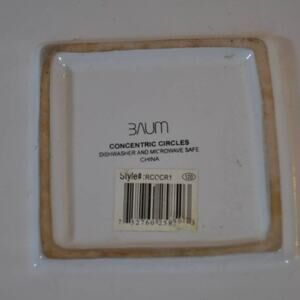 BAUM
CONCENTRIC CIRCLES
DISHWASHER AND MICROWAVE SAFE
CHINA
Style#: